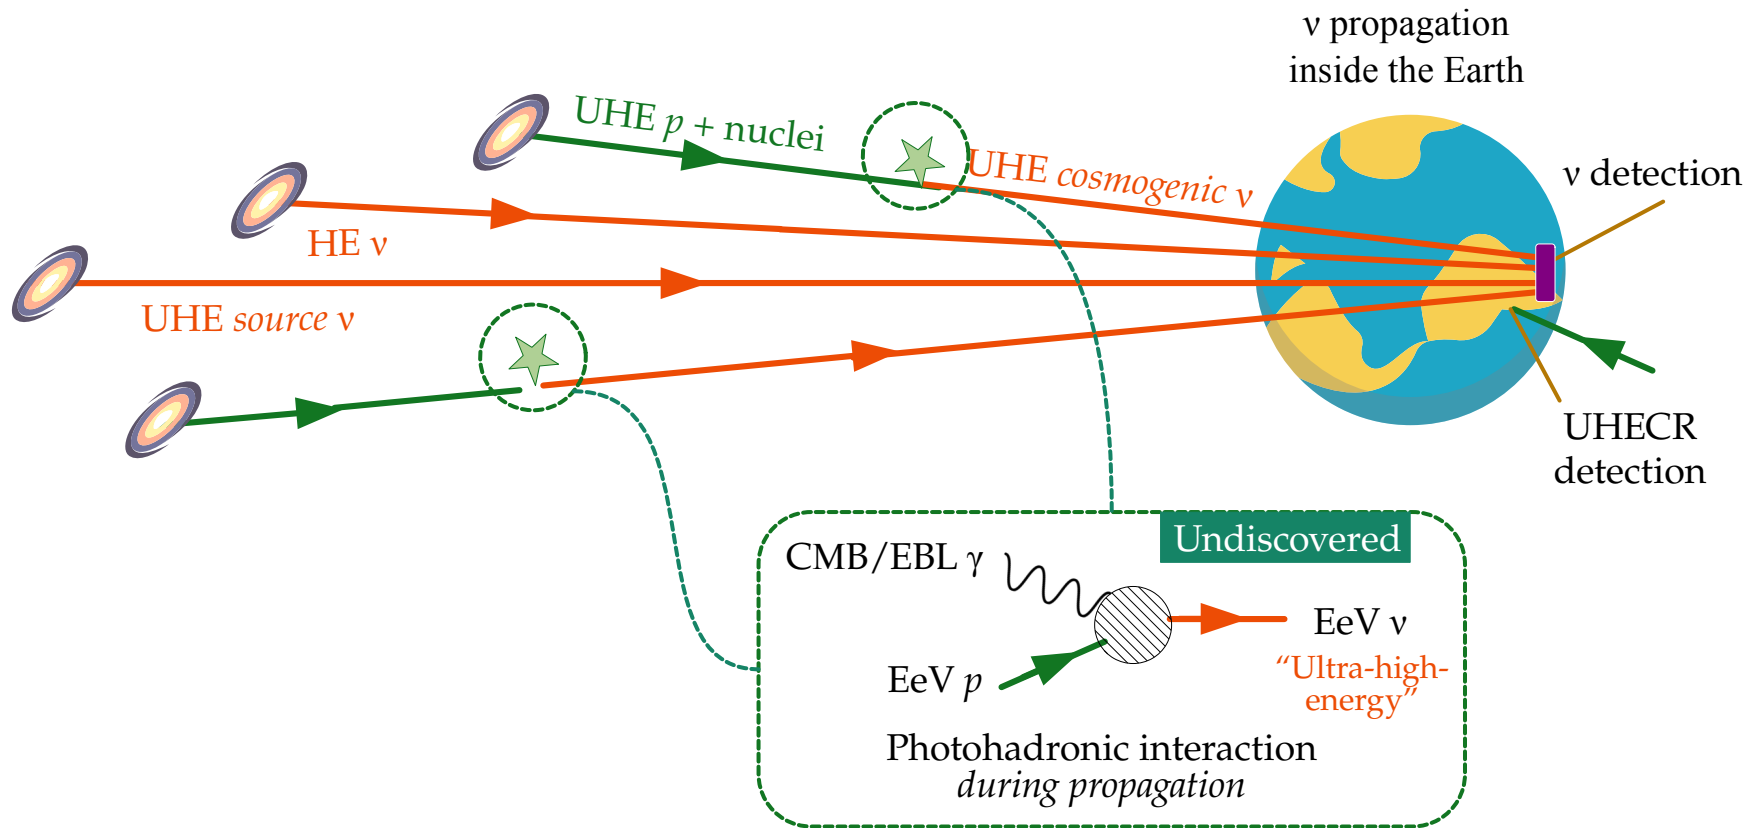 ν propagation
inside the Earth
UHE p + nuclei
UHE cosmogenic ν
ν detection
HE ν
UHE source ν
UHECR
detection
Undiscovered
CMB/EBL γ
EeV ν
“Ultra-high-
energy”
EeV p
Photohadronic interaction
during propagation